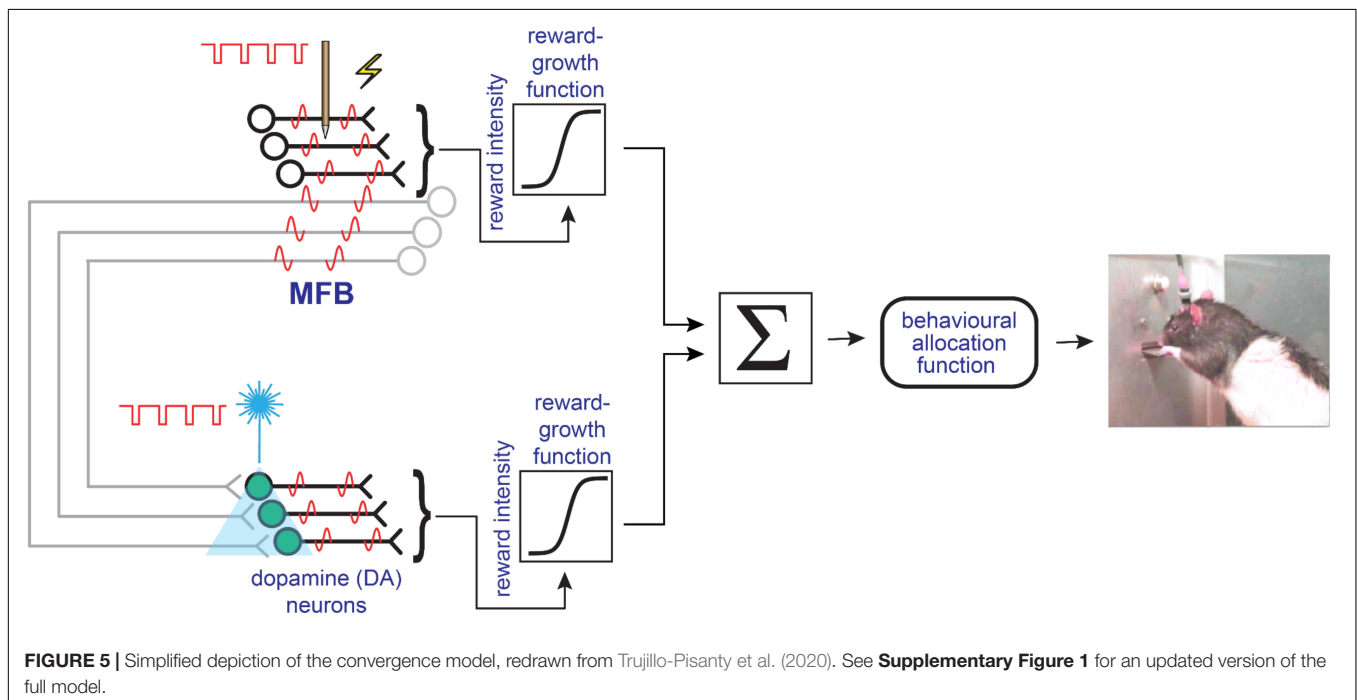 reward-
growth
function
reward intensity
MFB
Σ
behavioural
allocation
function
reward-
growth
function
reward intensity
dopamine (DA)
neurons
FIGURE 5 | Simplified depiction of the convergence model, redrawn from Trujillo-Pisanty et al. (2020). See Supplementary Figure 1 for an updated version of the
full model.